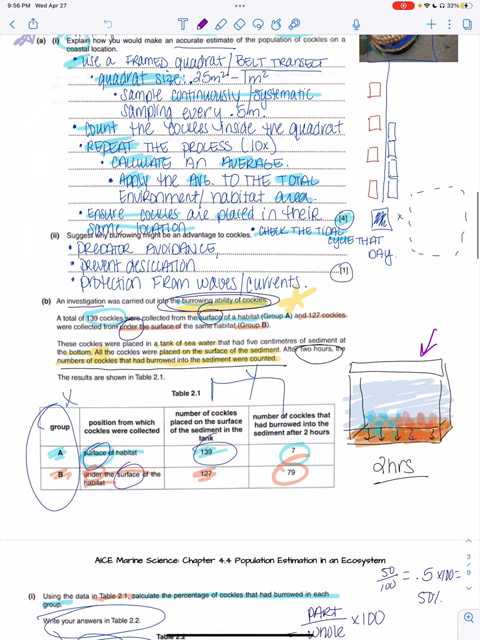 9:56 PM Wed Apr 27
32%
(a) (i) Explain how you would make an accurate estimate of the population of cockles on a
coastal location.
• use a FRAMED quadrat/ BELT TRANSECT
• quadrat size: .25m² - 1m²
• sample continuously/systematic
sampling every .5m.
• Count the cockles inside the quadrat
• REPEAT THE PROCESS (10x)
• CALCULATE AN AVERAGE.
• Apply the AVG. TO THE TOTAL
Environment/habitat area.
• Ensure cockles are placed in their
same location • CHECK THE TIDAL
CYCLE THAT
DAY.
[4]
x
(ii) Suggest why burrowing might be an advantage to cockles.
• PREDATOR AVOIDANCE,
• prevent desiccation
• protection FROM waves/currents.
[1]
(b) An investigation was carried out into the burrowing ability of cockles.
A total of 139 cockles were collected from the surface of a habitat (Group A) and 127 cockles
were collected from under the surface of the same habitat (Group B).
These cockles were placed in a tank of sea water that had five centimetres of sediment at
the bottom. All the cockles were placed on the surface of the sediment. After two hours, the
numbers of cockles that had burrowed into the sediment were counted.
The results are shown in Table 2.1.
X
Y
Table 2.1
group
position from which
cockles were collected
number of cockles
placed on the surface
of the sediment in the
tank
number of cockles that
had burrowed into the
sediment after 2 hours
A surface of habitat 139 7
B under the surface of the
habitat 127 79
2hrs
AICE Marine Science: Chapter 4.4 Population Estimation in an Ecosystem
3
/
9
50/100 = .5 x100=
50%
(i) Using the data in Table 2.1, calculate the percentage of cockles that had burrowed in each
group.
Write your answers in Table 2.2.
PART/whole x100
Table 2.2